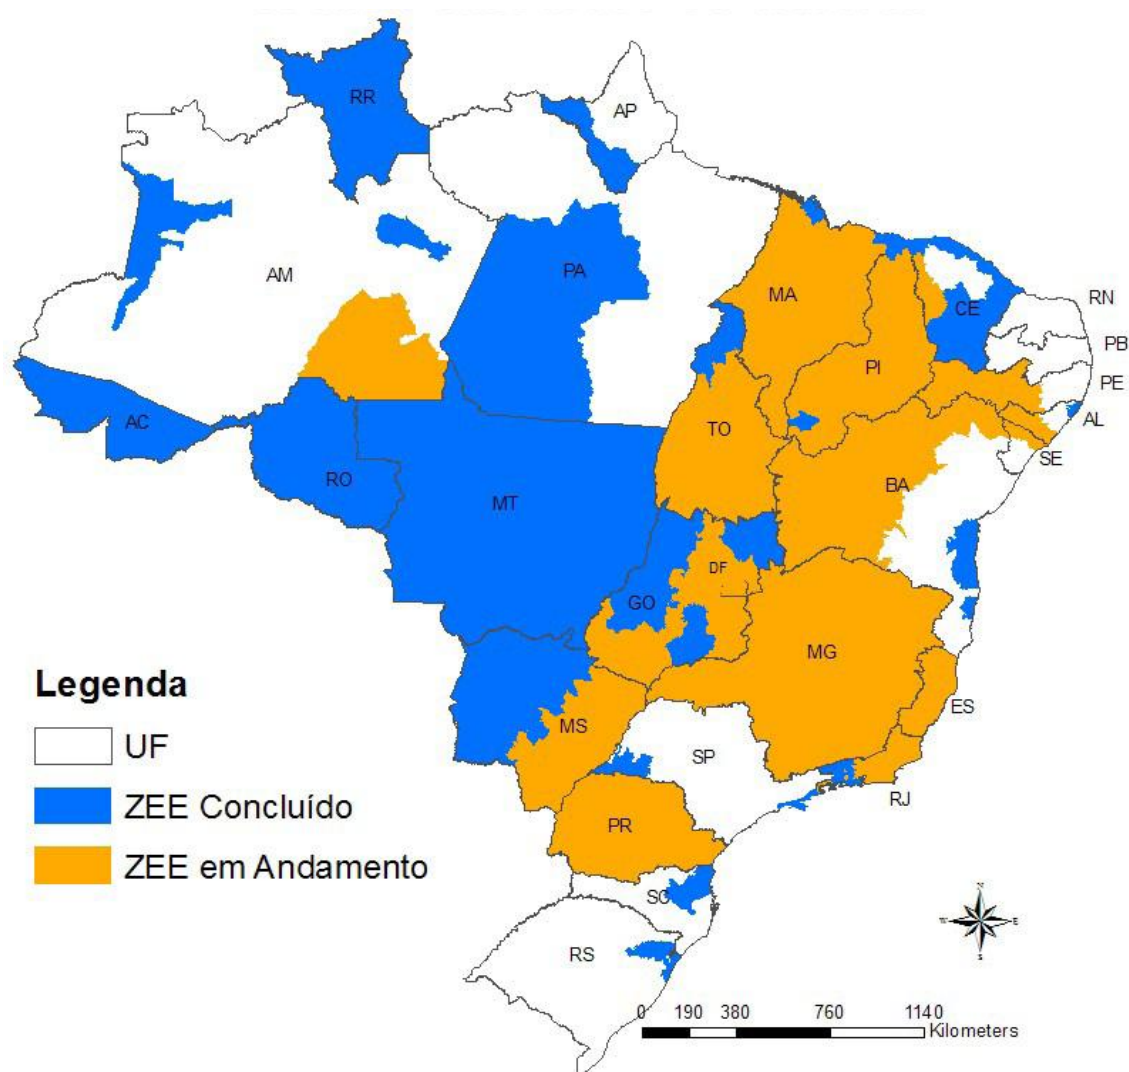 RR
AP
AM
PA
MA
CE
RN
PB
PI
PE
AC
TO
AL
SE
RO
MT
BA
DF
GO
MG
ES
MS
SP
RJ
PR
SC
RS
Legenda
UF
ZEE Concluído
ZEE em Andamento
N
W E
S
0 190 380 760 1140
Kilometers